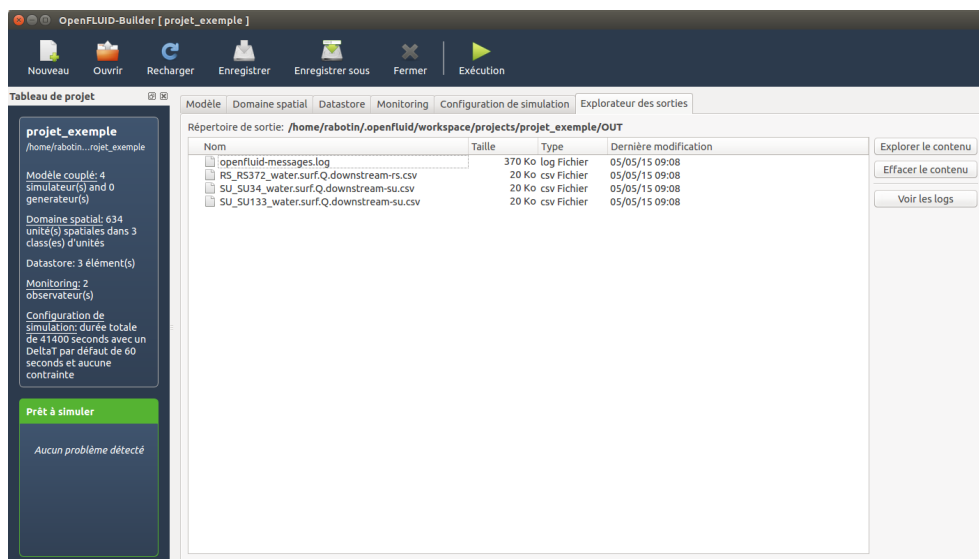 OpenFLUID-Builder [ projet_exemple ]
Nouveau Ouvrir Recharger Enregistrer Enregistrer sous Fermer Exécution
Tableau de projet
projet_exemple
/home/rabotin...rojet_exemple
Modèle couplé: 4
simulateur(s) and 0
generateur(s)
Domaine spatial: 634
unité(s) spatiales dans 3
class(es) d'unités
Datastore: 3 élément(s)
Monitoring: 2
observateur(s)
Configuration de
simulation: durée totale
de 41400 seconds avec un
DeltaT par défaut de 60
seconds et aucune
contrainte
Prêt à simuler
Aucun problème détecté
Modèle Domaine spatial Datastore Monitoring Configuration de simulation Explorateur des sorties
Répertoire de sortie: /home/rabotin/.openfluid/workspace/projects/projet_exemple/OUT
Nom Taille Type Dernière modification
openfluid-messages.log 370 Ko log Fichier 05/05/15 09:08
RS_RS372_water.surf.Q.downstream-rs.csv 20 Ko csv Fichier 05/05/15 09:08
SU_SU34_water.surf.Q.downstream-su.csv 20 Ko csv Fichier 05/05/15 09:08
SU_SU133_water.surf.Q.downstream-su.csv 20 Ko csv Fichier 05/05/15 09:08
Explorer le contenu
Effacer le contenu
Voir les logs